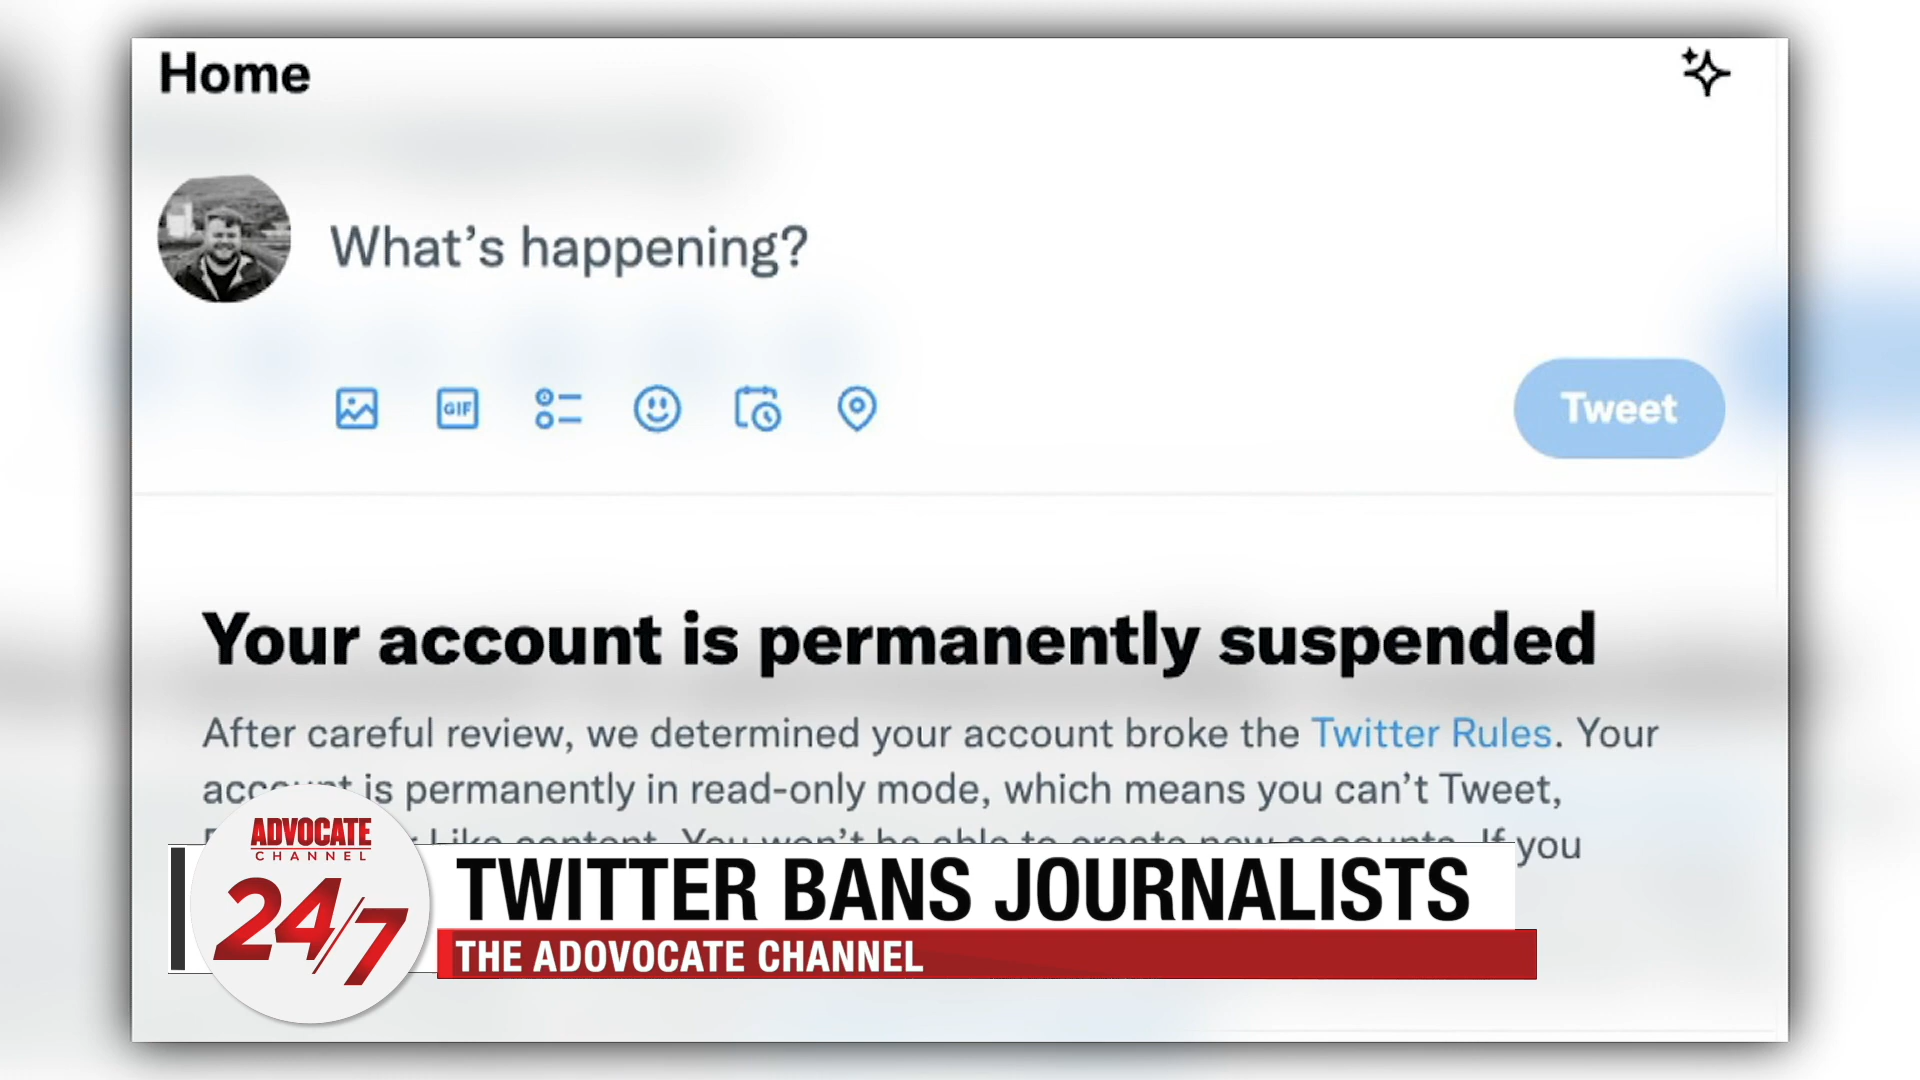 Home
What's happening?
GIF
Tweet
Your account is permanently suspended
After careful review, we determined your account broke the Twitter Rules. Your
account is permanently in read-only mode, which means you can't Tweet,
Like content. You won't be able to create new accounts. If you
ADVOCATE
CHANNEL
24/7
TWITTER BANS JOURNALISTS
THE ADOVOCATE CHANNEL